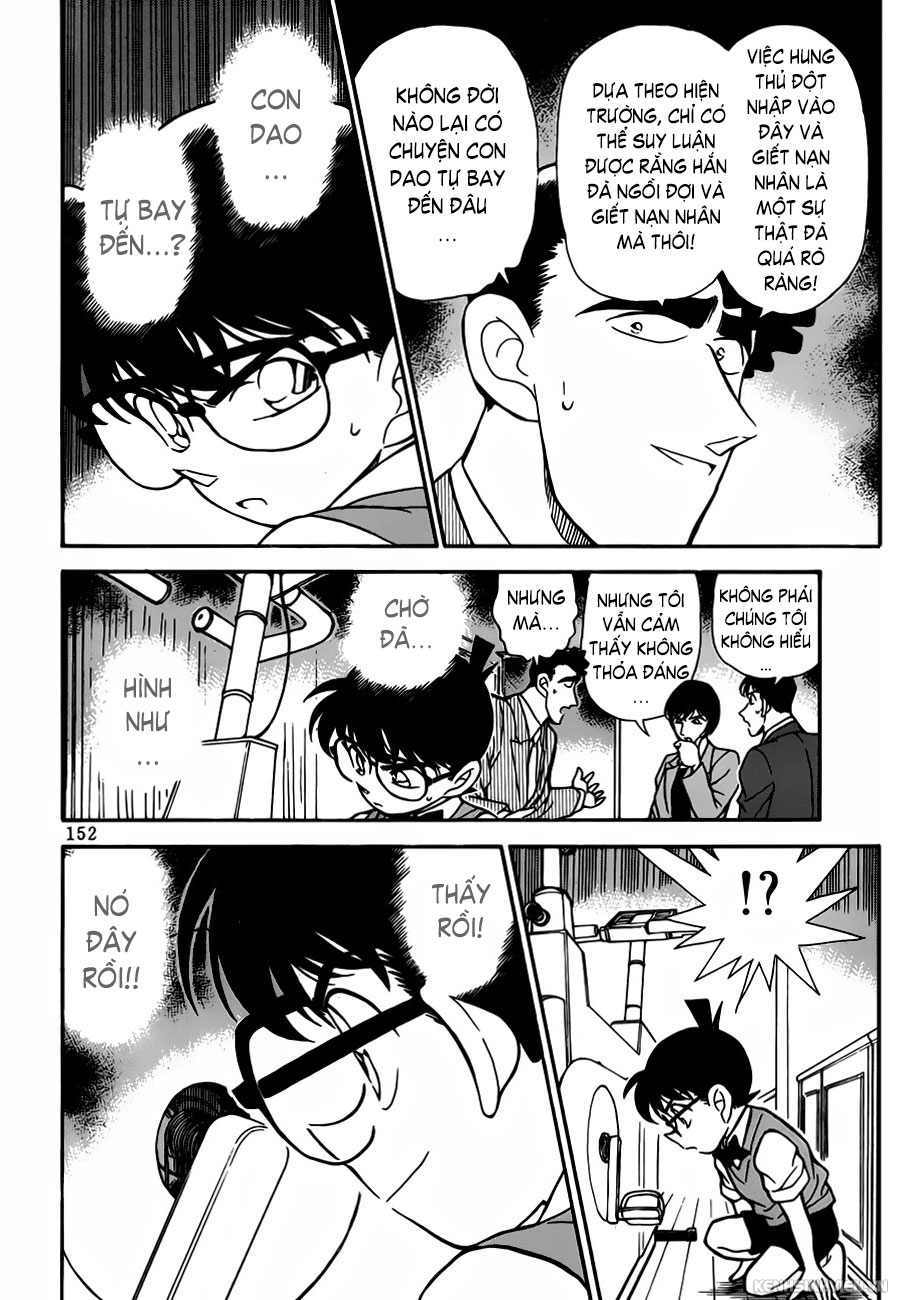 VIỆC HUNG
THỦ ĐỘT
NHẬP VÀO
ĐÂY VÀ
GIẾT NẠN
NHÂN LÀ
MỘT SỰ
THẬT ĐÀ
QUÁ RÒ
RÀNG!
DỰA THEO HIỆN
TRƯỜNG, CHỈ CÓ
THỂ SUY LUẬN
ĐƯỢC RẰNG HẮN
ĐÀ NGỒI ĐỢI VÀ
GIẾT NẠN NHÂN
MÀ THÔI!
KHÔNG ĐỜI
NÀO LẠI CÓ
CHUYỆN CON
DAO TỰ BAY
ĐẾN ĐÂU
...
CON
DAO
...
TỰ BAY
ĐẾN...?
KHÔNG PHẢI
CHÚNG TÔI
KHÔNG HIỂU
...
NHƯNG TÔI
VẪN CẢM
THẤY KHÔNG
THỎA ĐÁNG
...
NHƯNG
MÀ...
CHỜ
ĐÀ...
HÌNH
NHƯ
...
152
!?
THẤY
RỒI!
NÓ
ĐÂY
RỒI!!